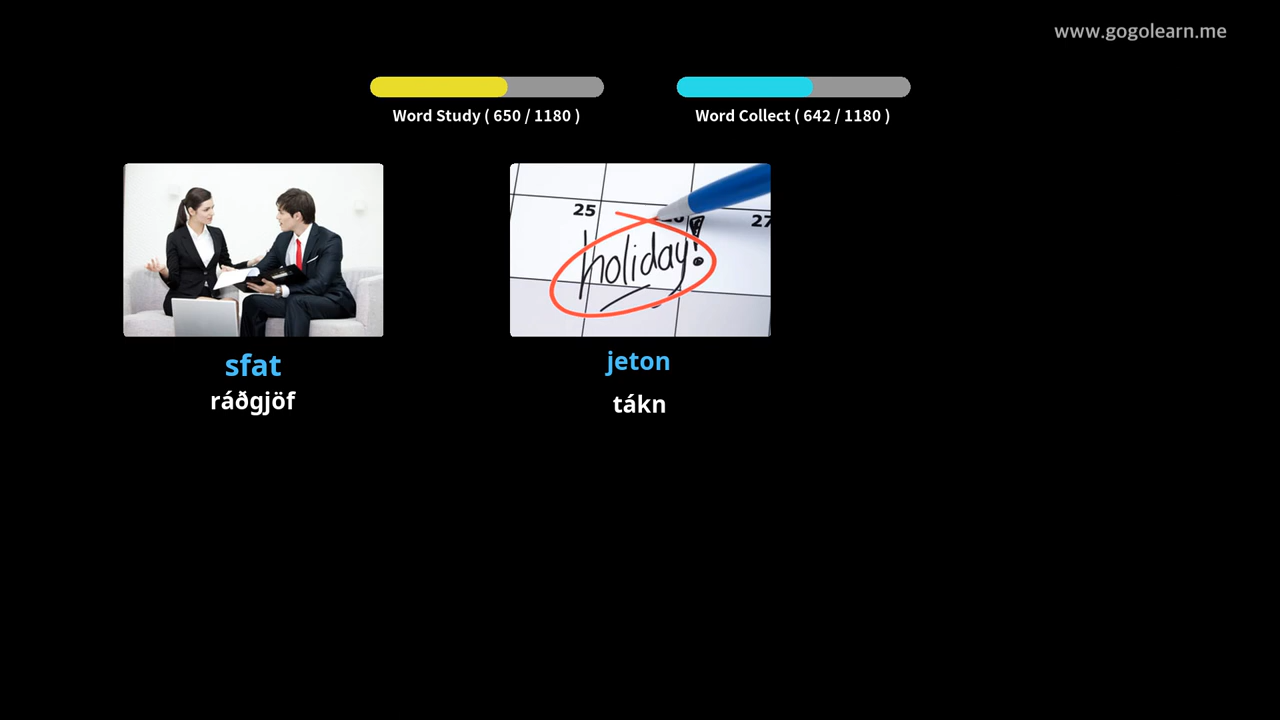 www.gogolearn.me
Word Study ( 650 / 1180 )
Word Collect ( 642 / 1180 )
25
27
holiday!
sfat
ráðgjöf
jeton
tákn